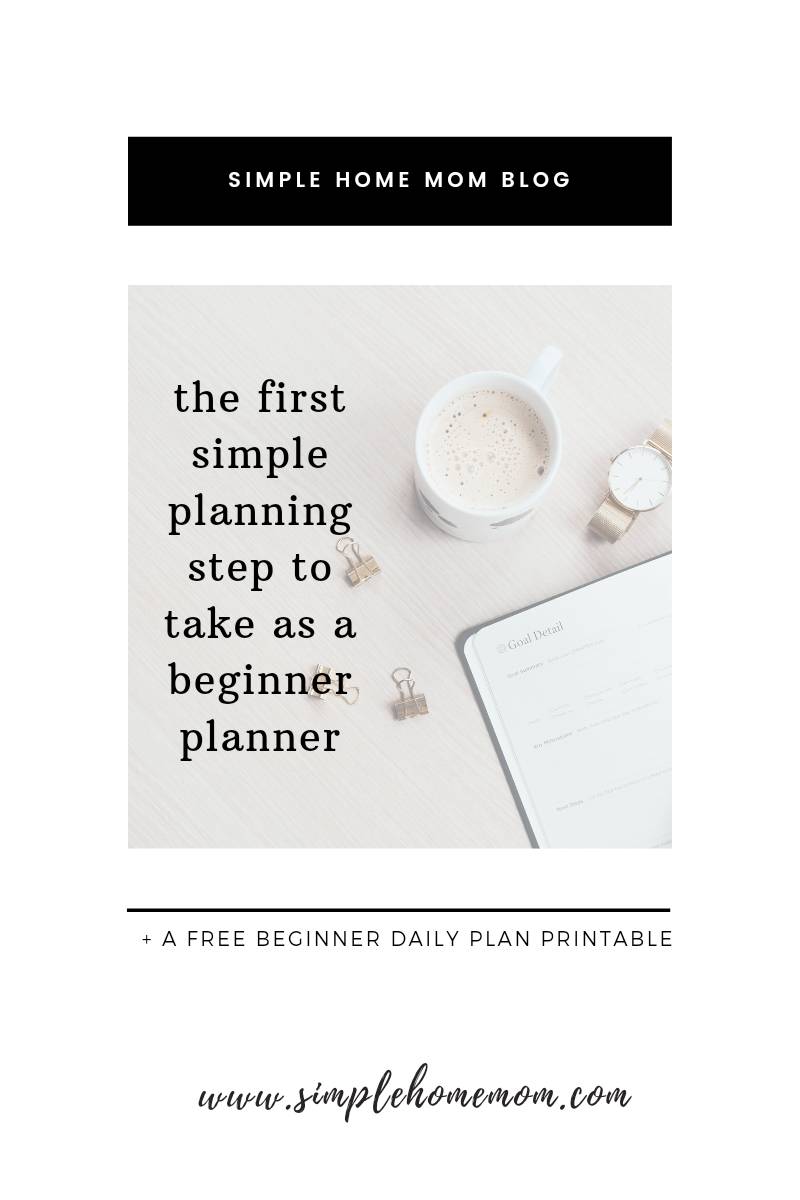 SIMPLE HOME MOM BLOG
the first
simple
planning
step to
take as a
beginner
planner
Goal Detail
+ A FREE BEGINNER DAILY PLAN PRINTABLE
www.simplehomemom.com